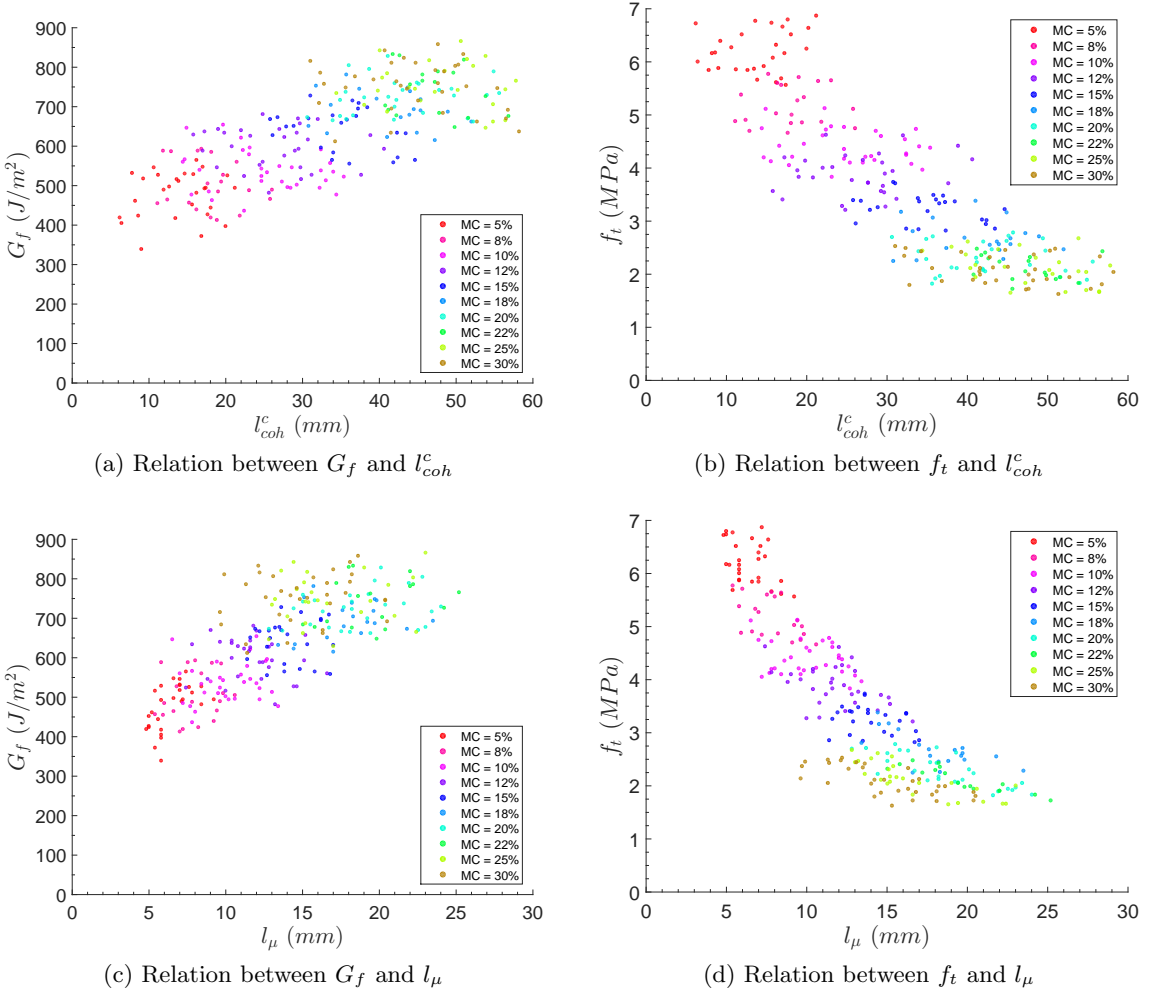 900
800
700
600
500
400
300
200
100
0
G_f (J/m^2)
MC = 5%
MC = 8%
MC = 10%
MC = 12%
MC = 15%
MC = 18%
MC = 20%
MC = 22%
MC = 25%
MC = 30%
0 10 20 30 40 50 60
l^c_{coh} (mm)
(a) Relation between G_f and l^c_{coh}
7
6
5
4
3
2
1
0
f_t (MPa)
MC = 5%
MC = 8%
MC = 10%
MC = 12%
MC = 15%
MC = 18%
MC = 20%
MC = 22%
MC = 25%
MC = 30%
0 10 20 30 40 50 60
l^c_{coh} (mm)
(b) Relation between f_t and l^c_{coh}
900
800
700
600
500
400
300
200
100
0
G_f (J/m^2)
MC = 5%
MC = 8%
MC = 10%
MC = 12%
MC = 15%
MC = 18%
MC = 20%
MC = 22%
MC = 25%
MC = 30%
0 5 10 15 20 25 30
l_μ (mm)
(c) Relation between G_f and l_μ
7
6
5
4
3
2
1
0
f_t (MPa)
MC = 5%
MC = 8%
MC = 10%
MC = 12%
MC = 15%
MC = 18%
MC = 20%
MC = 22%
MC = 25%
MC = 30%
0 5 10 15 20 25 30
l_μ (mm)
(d) Relation between f_t and l_μ